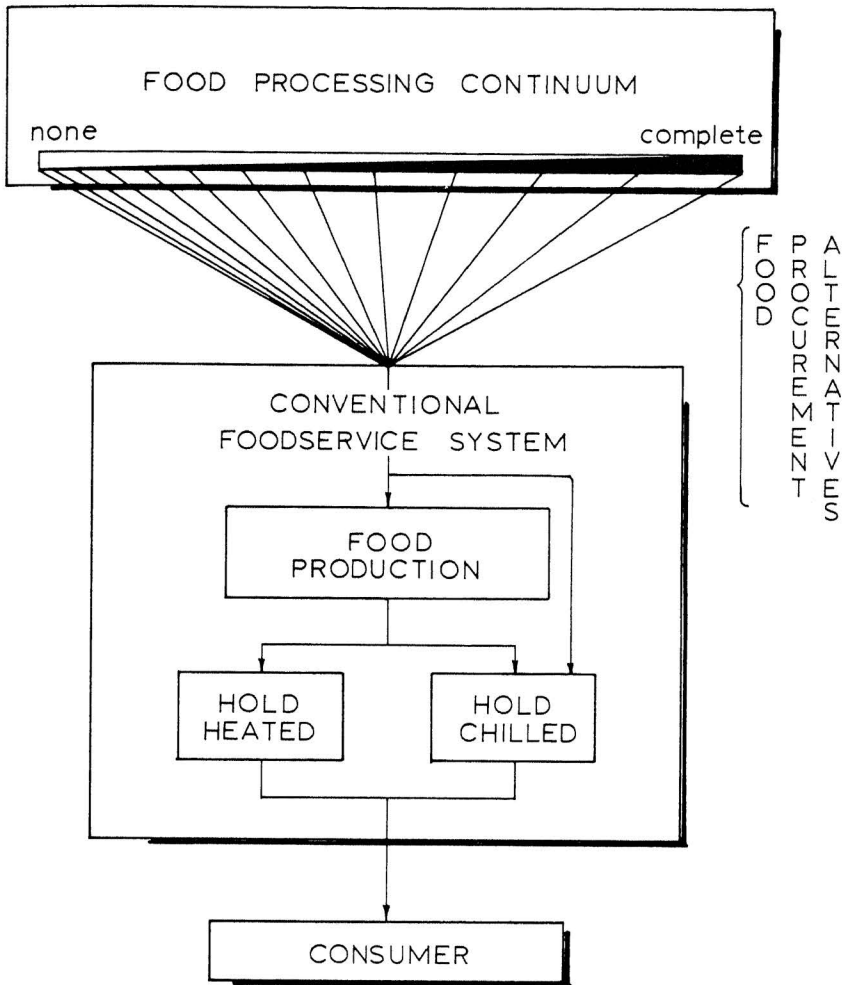 FOOD PROCESSING CONTINUUM
none
complete
FOOD
PROCUREMENT
ALTERNATIVES
CONVENTIONAL
FOODSERVICE SYSTEM
FOOD
PRODUCTION
HOLD
HEATED
HOLD
CHILLED
CONSUMER